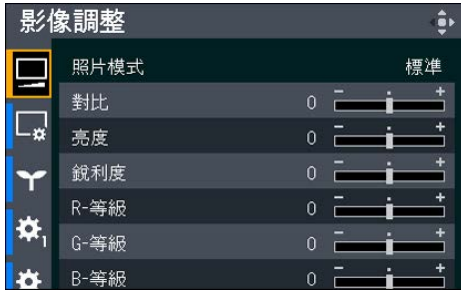 影像調整
照片模式 標準
對比 0 − +
亮度 0 − +
銳利度 0 − +
R-等級 0 − +
G-等級 0 − +
1
B-等級 0 − +